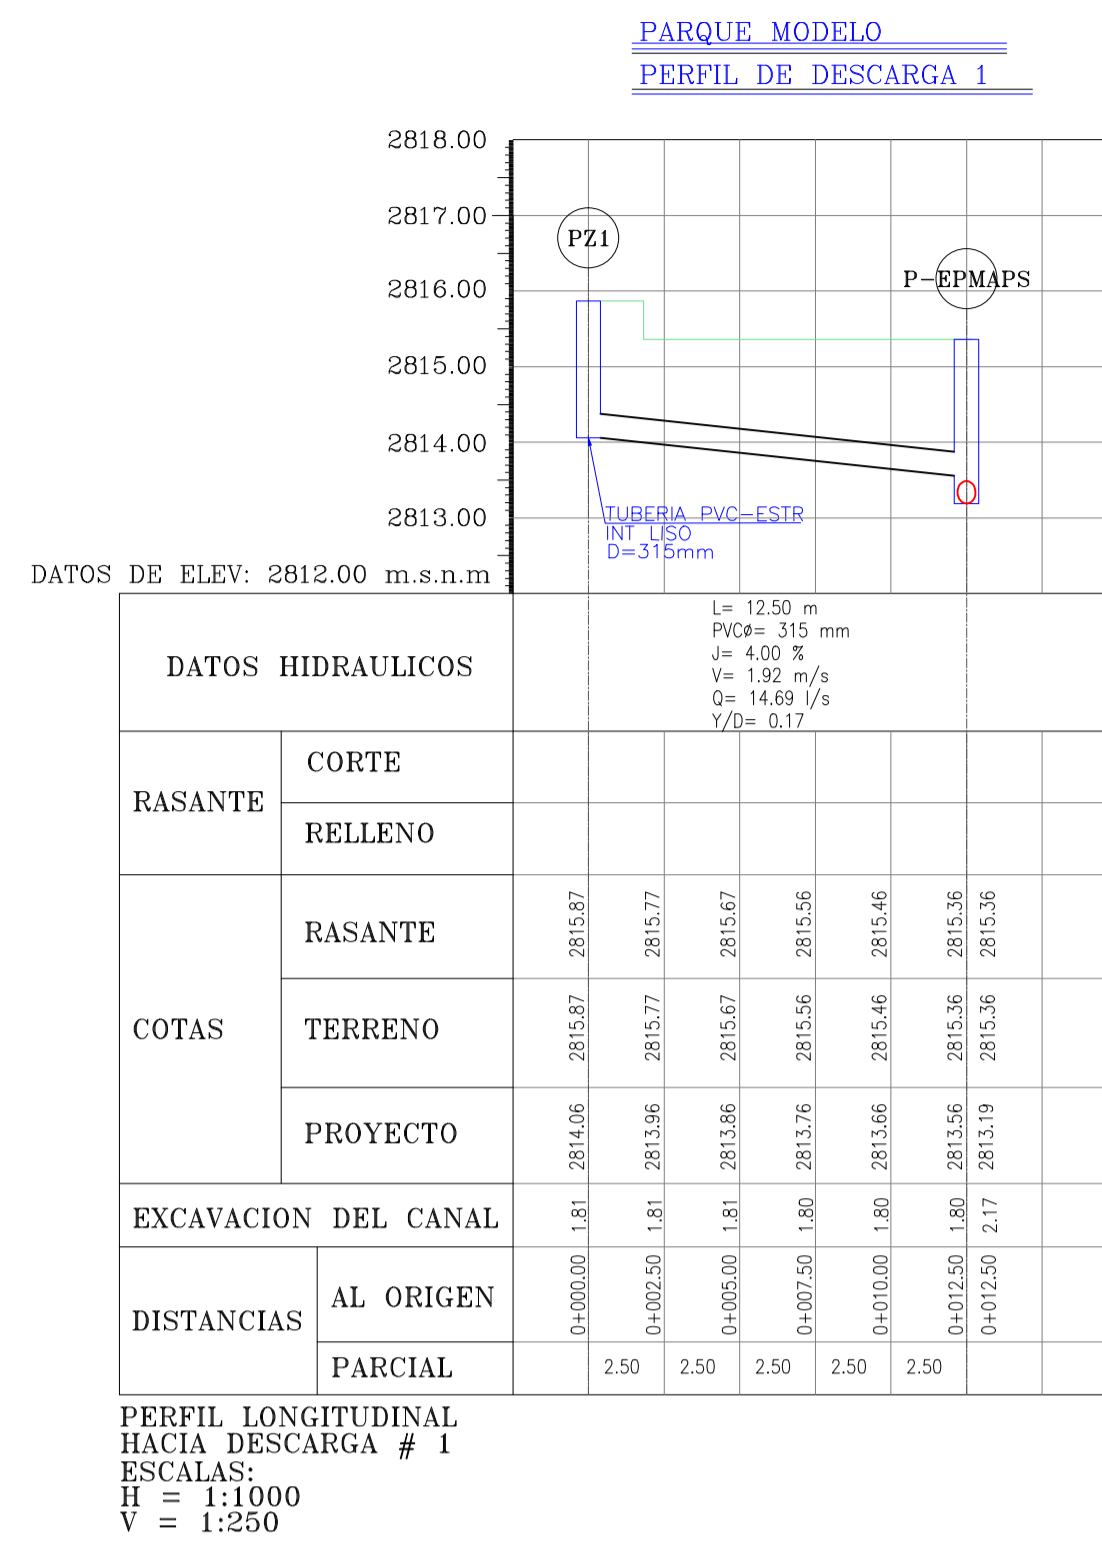 PARQUE MODELO
PERFIL DE DESCARGA 1
2818.00
2817.00
2816.00
2815.00
2814.00
2813.00
DATOS DE ELEV: 2812.00 m.s.n.m
PZ1
P-EPMAPS
TUBERIA PVC-ESTR
INT LISO
D=315mm
DATOS HIDRAULICOS
L= 12.50 m
PVCø= 315 mm
J= 4.00 %
V= 1.92 m/s
Q= 14.69 l/s
Y/D= 0.17
RASANTE
CORTE
RELLENO
COTAS
RASANTE
2815.87 2815.77 2815.67 2815.56 2815.46 2815.36 2815.36
TERRENO
2815.87 2815.77 2815.67 2815.56 2815.46 2815.36 2815.36
PROYECTO
2814.06 2813.96 2813.86 2813.76 2813.66 2813.56 2813.19
EXCAVACION DEL CANAL
1.81 1.81 1.81 1.80 1.80 1.80 2.17
DISTANCIAS
AL ORIGEN
0+000.00 0+002.50 0+005.00 0+007.50 0+010.00 0+012.50 0+012.50
PARCIAL
2.50 2.50 2.50 2.50 2.50
PERFIL LONGITUDINAL
HACIA DESCARGA # 1
ESCALAS:
H = 1:1000
V = 1:250